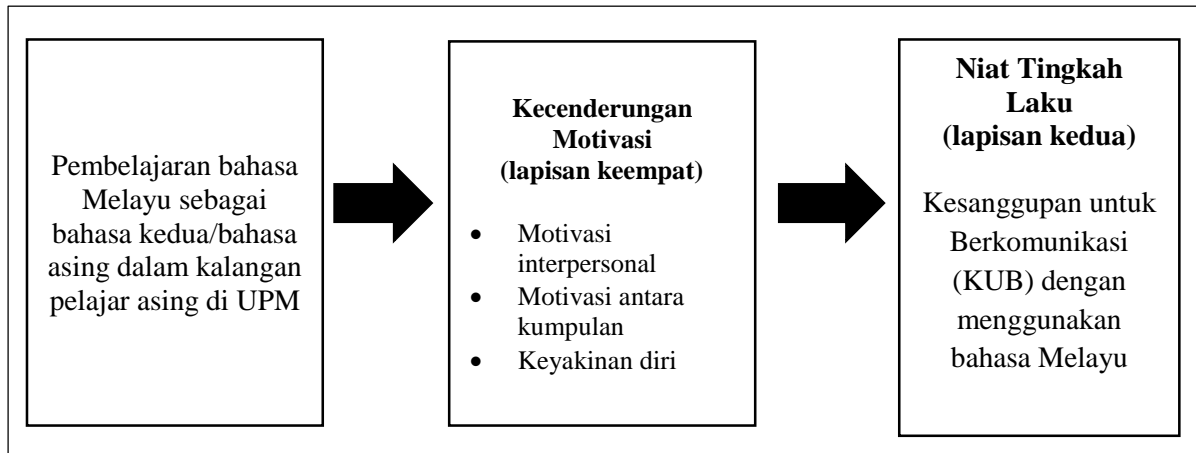 Pembelajaran bahasa
Melayu sebagai
bahasa kedua/bahasa
asing dalam kalangan
pelajar asing di UPM
Kecenderungan
Motivasi
(lapisan keempat)
• Motivasi
interpersonal
• Motivasi antara
kumpulan
• Keyakinan diri
Niat Tingkah
Laku
(lapisan kedua)
Kesanggupan untuk
Berkomunikasi
(KUB) dengan
menggunakan
bahasa Melayu